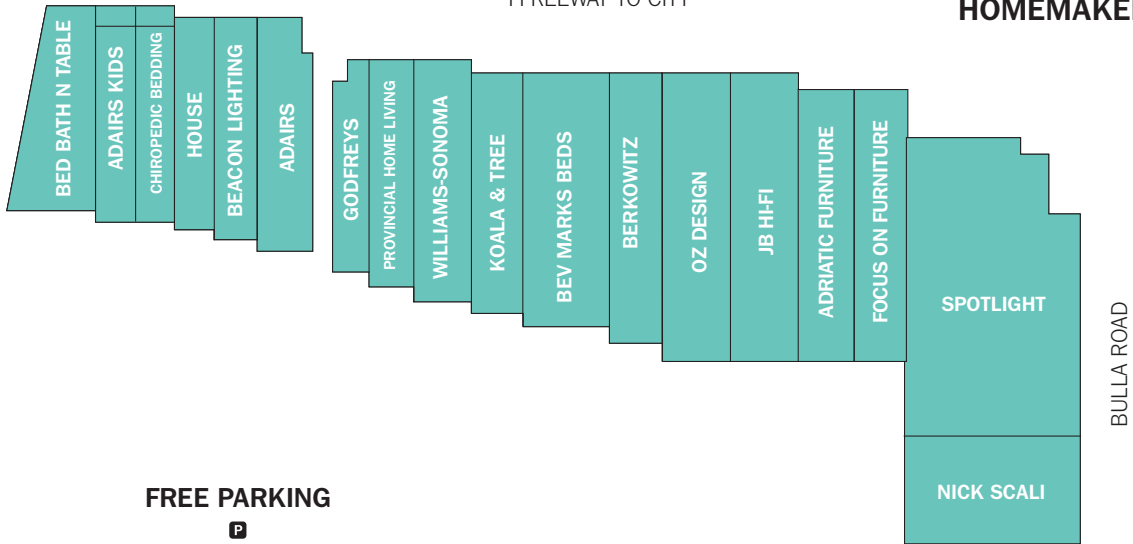 TO CITY
HOMEMAKER
BED BATH N TABLE
ADAIRS KIDS
CHIROPEDIC BEDDING
HOUSE
BEACON LIGHTING
ADAIRS
GODFREYS
PROVINCIAL HOME LIVING
WILLIAMS-SONOMA
KOALA & TREE
BEV MARKS BEDS
BERKOWITZ
OZ DESIGN
JB HI-FI
ADRIATIC FURNITURE
FOCUS ON FURNITURE
SPOTLIGHT
BULLA ROAD
NICK SCALI
FREE PARKING
P